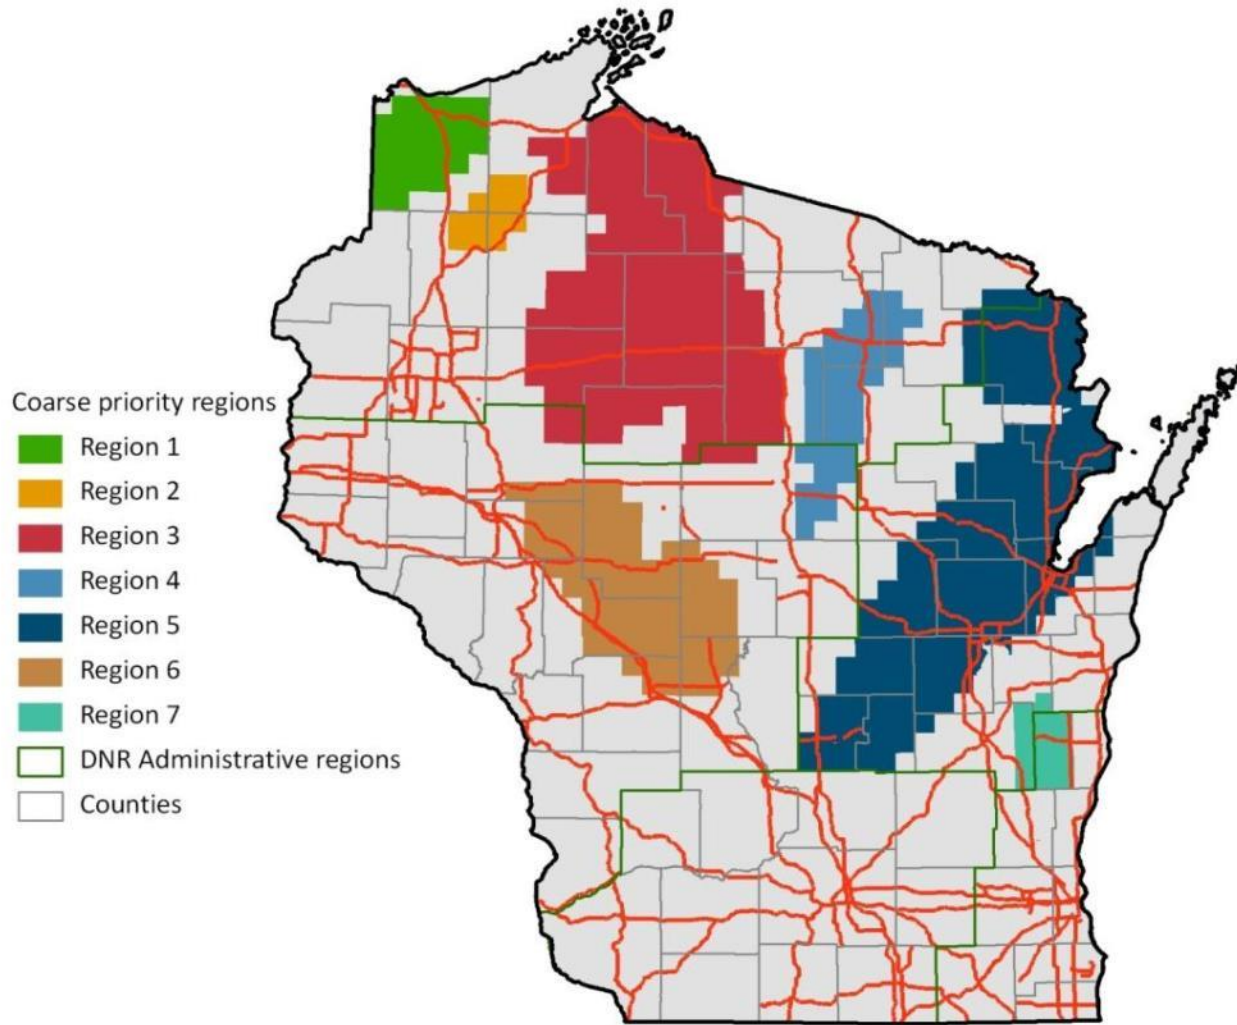 Coarse priority regions
Region 1
Region 2
Region 3
Region 4
Region 5
Region 6
Region 7
DNR Administrative regions
Counties